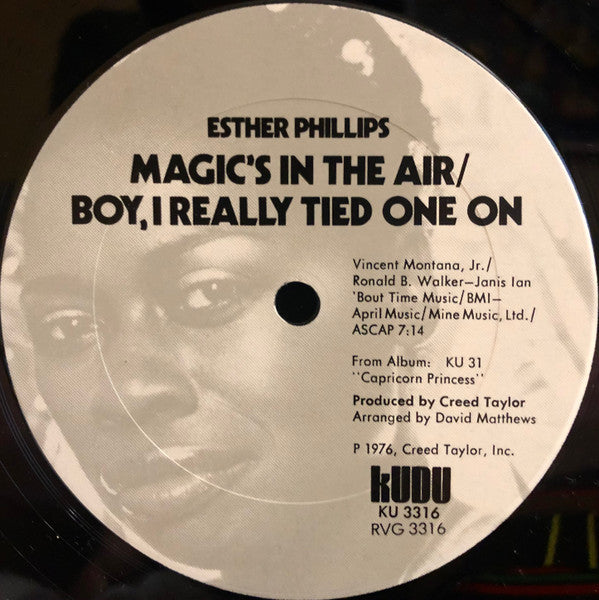 ESTHER PHILLIPS
MAGIC'S IN THE AIR/
BOY, I REALLY TIED ONE ON
Vincent Montana, Jr./
Ronald B. Walker—Janis Ian
'Bout Time Music/BMI—
April Music/Mine Music, Ltd./
ASCAP 7:14
From Album: KU 31
"Capricorn Princess"
Produced by Creed Taylor
Arranged by David Matthews
P 1976, Creed Taylor, Inc.
KUDU
KU 3316
RVG 3316